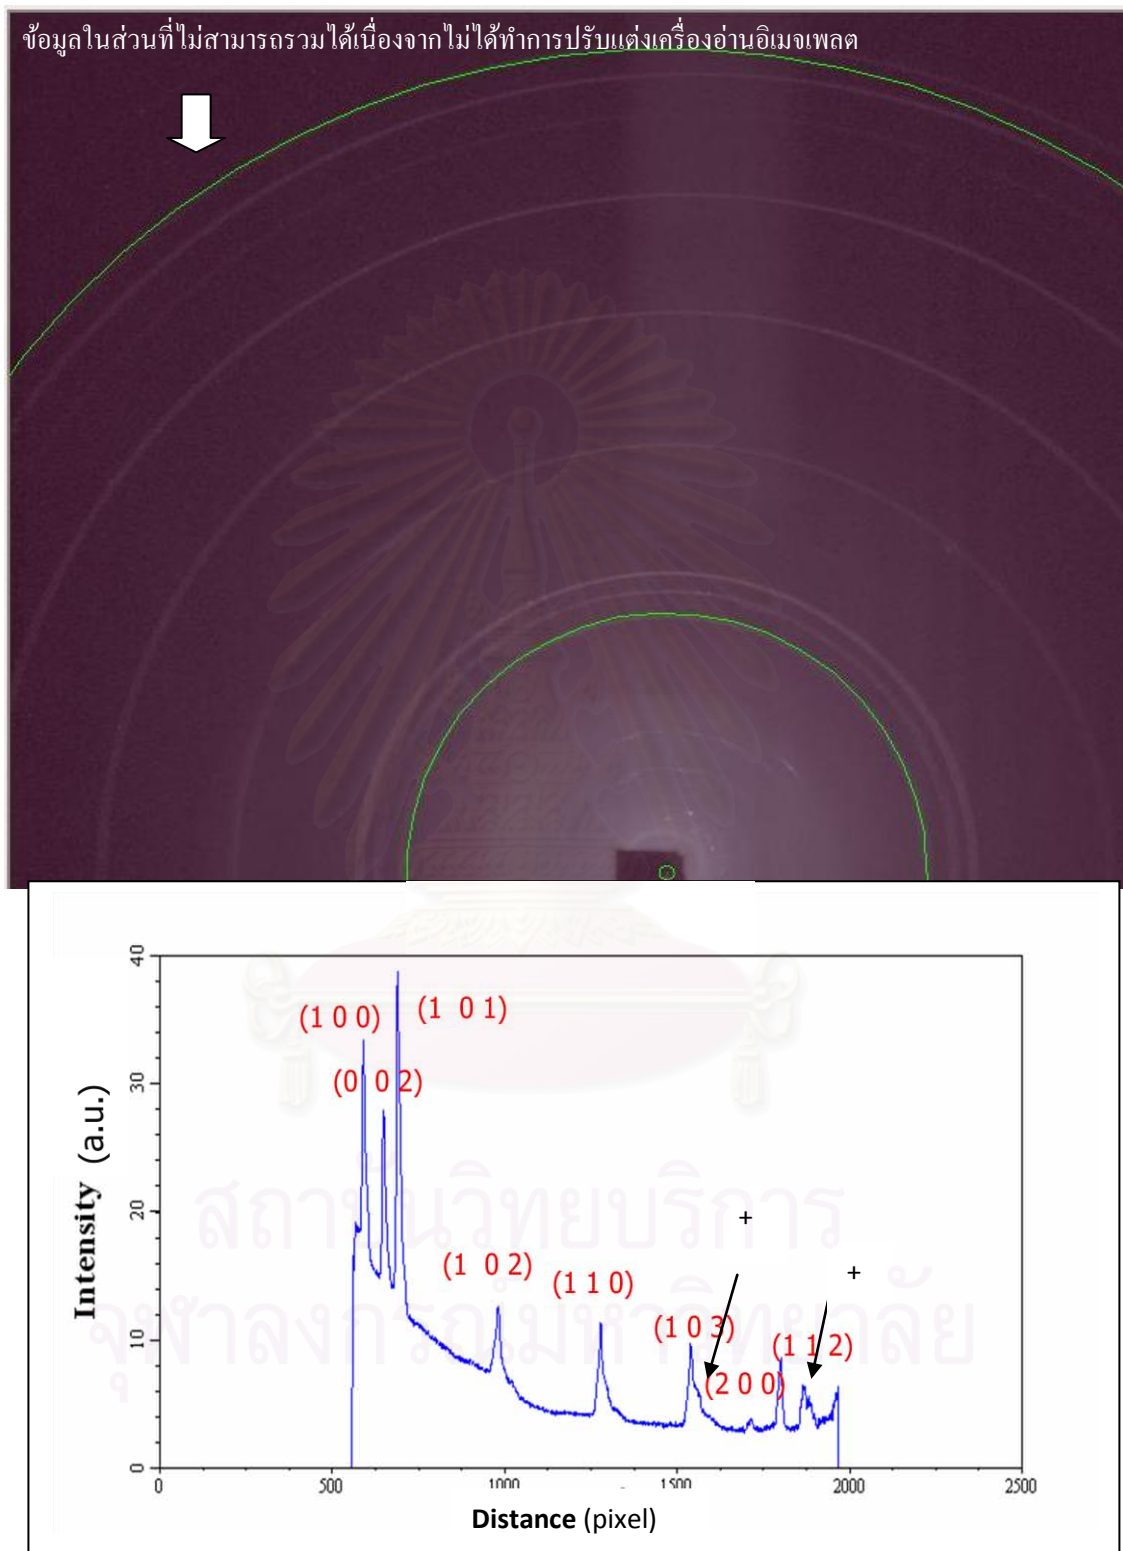 ข้อมูลในส่วนที่ไม่สามารถรวมได้เนื่องจากไม่ได้ทำการปรับแต่งเครื่องอ่านอิเมจเพลต
40
(1 0 0)
(1 0 1)
30
(0 0 2)
สถาบันวิทยบริการ
20
+
(1 0 2)
(1 1 0)
+
จุฬาลงกรณ์มหาวิทยาลัย
10
(1 0 3)
(1 1 2)
(2 0 0)
0
Intensity (a.u.)
0 500 1000 1500 2000 2500
Distance (pixel)